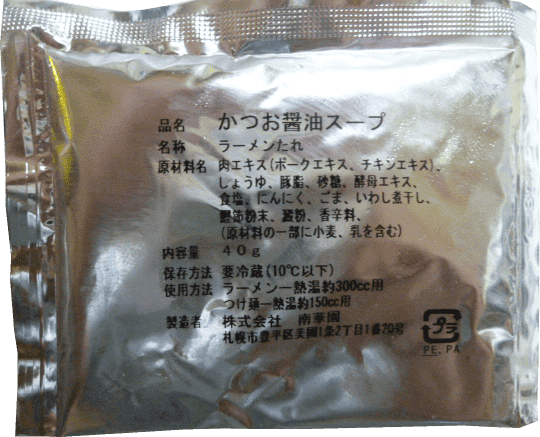 品名 かつお醤油スープ
名称 ラーメンたれ
原材料名 肉エキス(ポークエキス、チキンエキス)、
しょうゆ、豚脂、砂糖、酵母エキス、
食塩、にんにく、ごま、いわし煮干し、
鰹節粉末、澱粉、香辛料、
(原材料の一部に小麦、乳を含む)
内容量 40g
保存方法 要冷蔵(10℃以下)
使用方法 ラーメンー熱湯約300cc用
つけ麺ー熱湯約150cc用
製造者 株式会社 南華園
札幌市豊平区美園1条2丁目1番20号
プラ
PE, PA